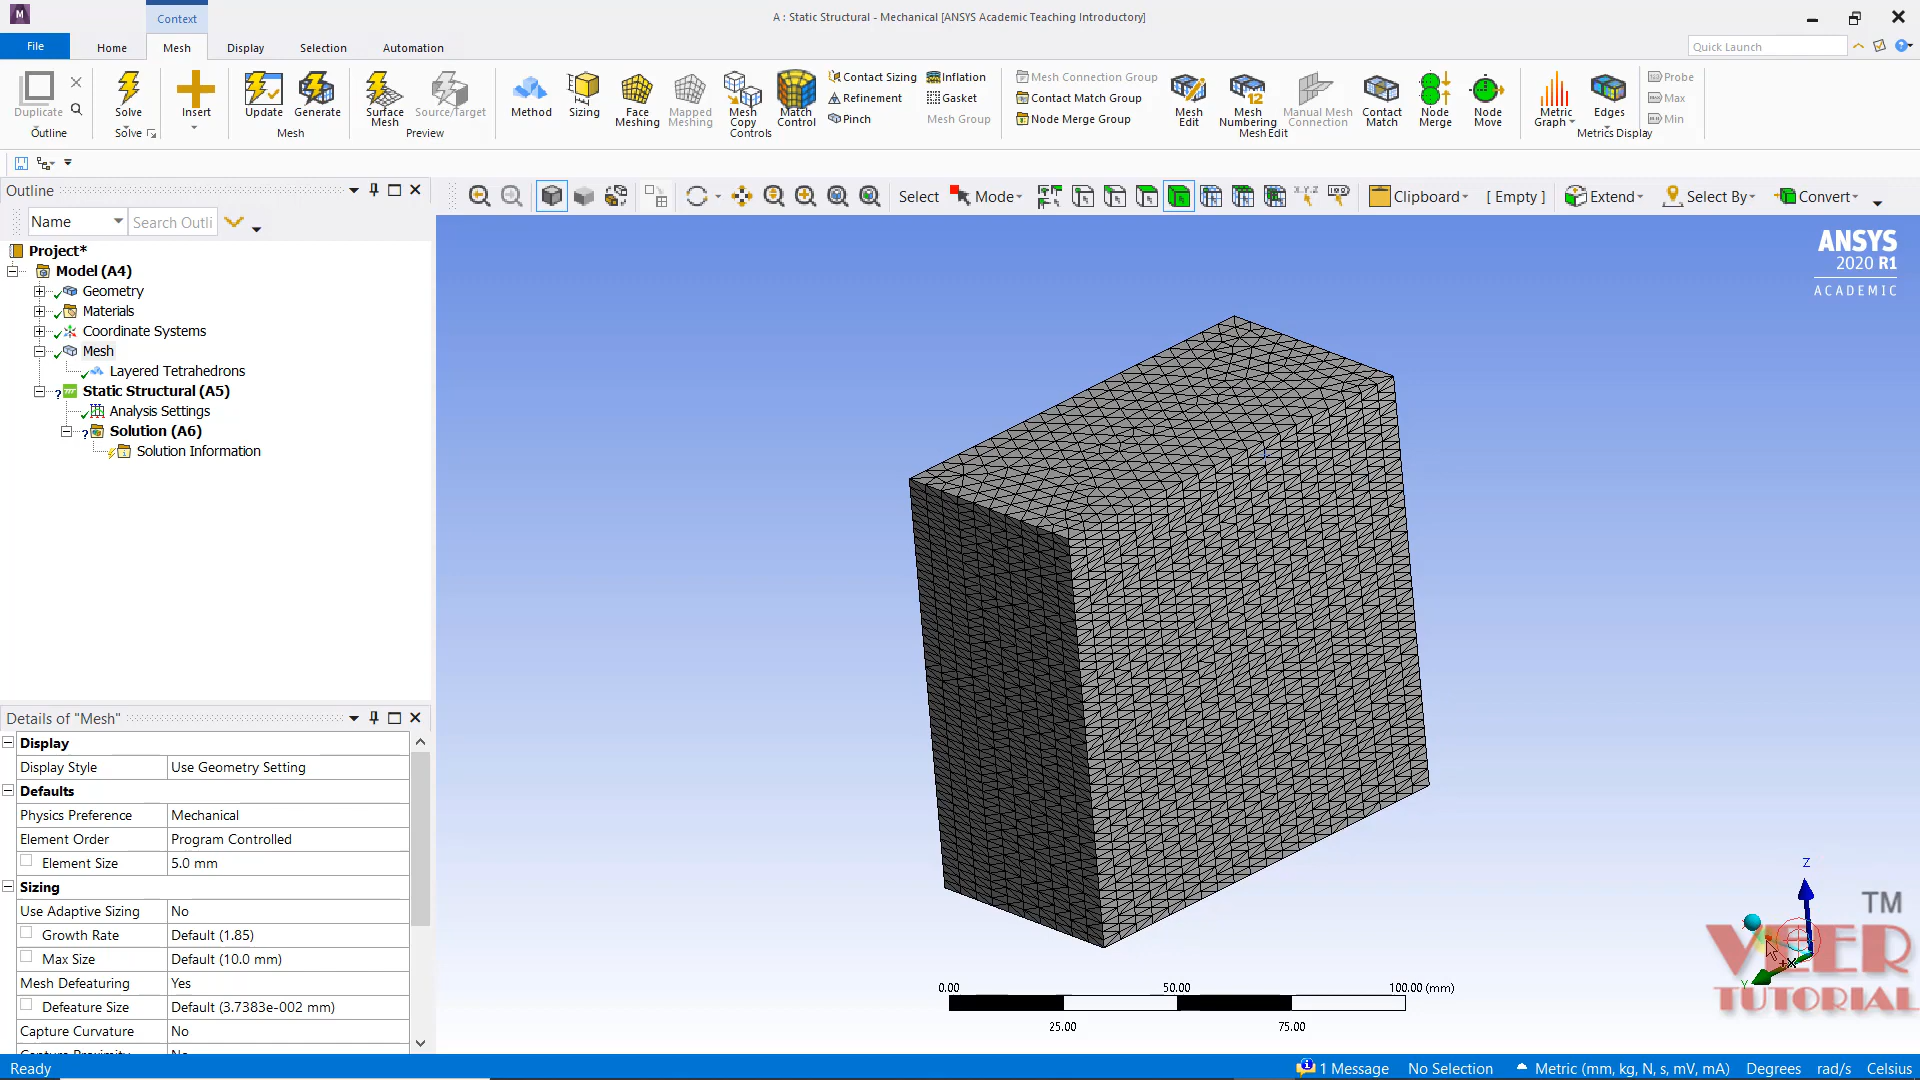 Context
A : Static Structural - Mechanical [ANSYS Academic Teaching Introductory]
File
Home
Mesh
Display
Selection
Automation
Quick Launch
Duplicate
Outline
Solve
Solve
Insert
Update
Generate
Mesh
Surface Mesh
Source/Target
Preview
Method
Sizing
Face Meshing
Mapped Meshing
Mesh Copy
Match Control
Contact Sizing
Refinement
Pinch
Inflation
Gasket
Mesh Group
Controls
Mesh Connection Group
Contact Match Group
Node Merge Group
Mesh Edit
Mesh Numbering
Manual Mesh Connection
Contact Match
Node Merge
Node Move
Mesh Edit
Metric Graph
Edges
Probe
Max
Min
Metrics Display
Outline
Name
Search Outli
Select
Mode
Clipboard
[ Empty ]
Extend
Select By
Convert
Project*
Model (A4)
Geometry
Materials
Coordinate Systems
Mesh
Layered Tetrahedrons
Static Structural (A5)
Analysis Settings
Solution (A6)
Solution Information
ANSYS
2020 R1
ACADEMIC
Details of "Mesh"
Display
Display Style Use Geometry Setting
Defaults
Physics Preference Mechanical
Element Order Program Controlled
Element Size 5.0 mm
Sizing
Use Adaptive Sizing No
Growth Rate Default (1.85)
Max Size Default (10.0 mm)
Mesh Defeaturing Yes
Defeature Size Default (3.7383e-002 mm)
Capture Curvature No
Capture Proximity No
0.00 50.00 100.00 (mm)
25.00 75.00
Z
+X
Y
TM
VEER
TUTORIAL
Ready
1 Message
No Selection
Metric (mm, kg, N, s, mV, mA)
Degrees
rad/s
Celsius